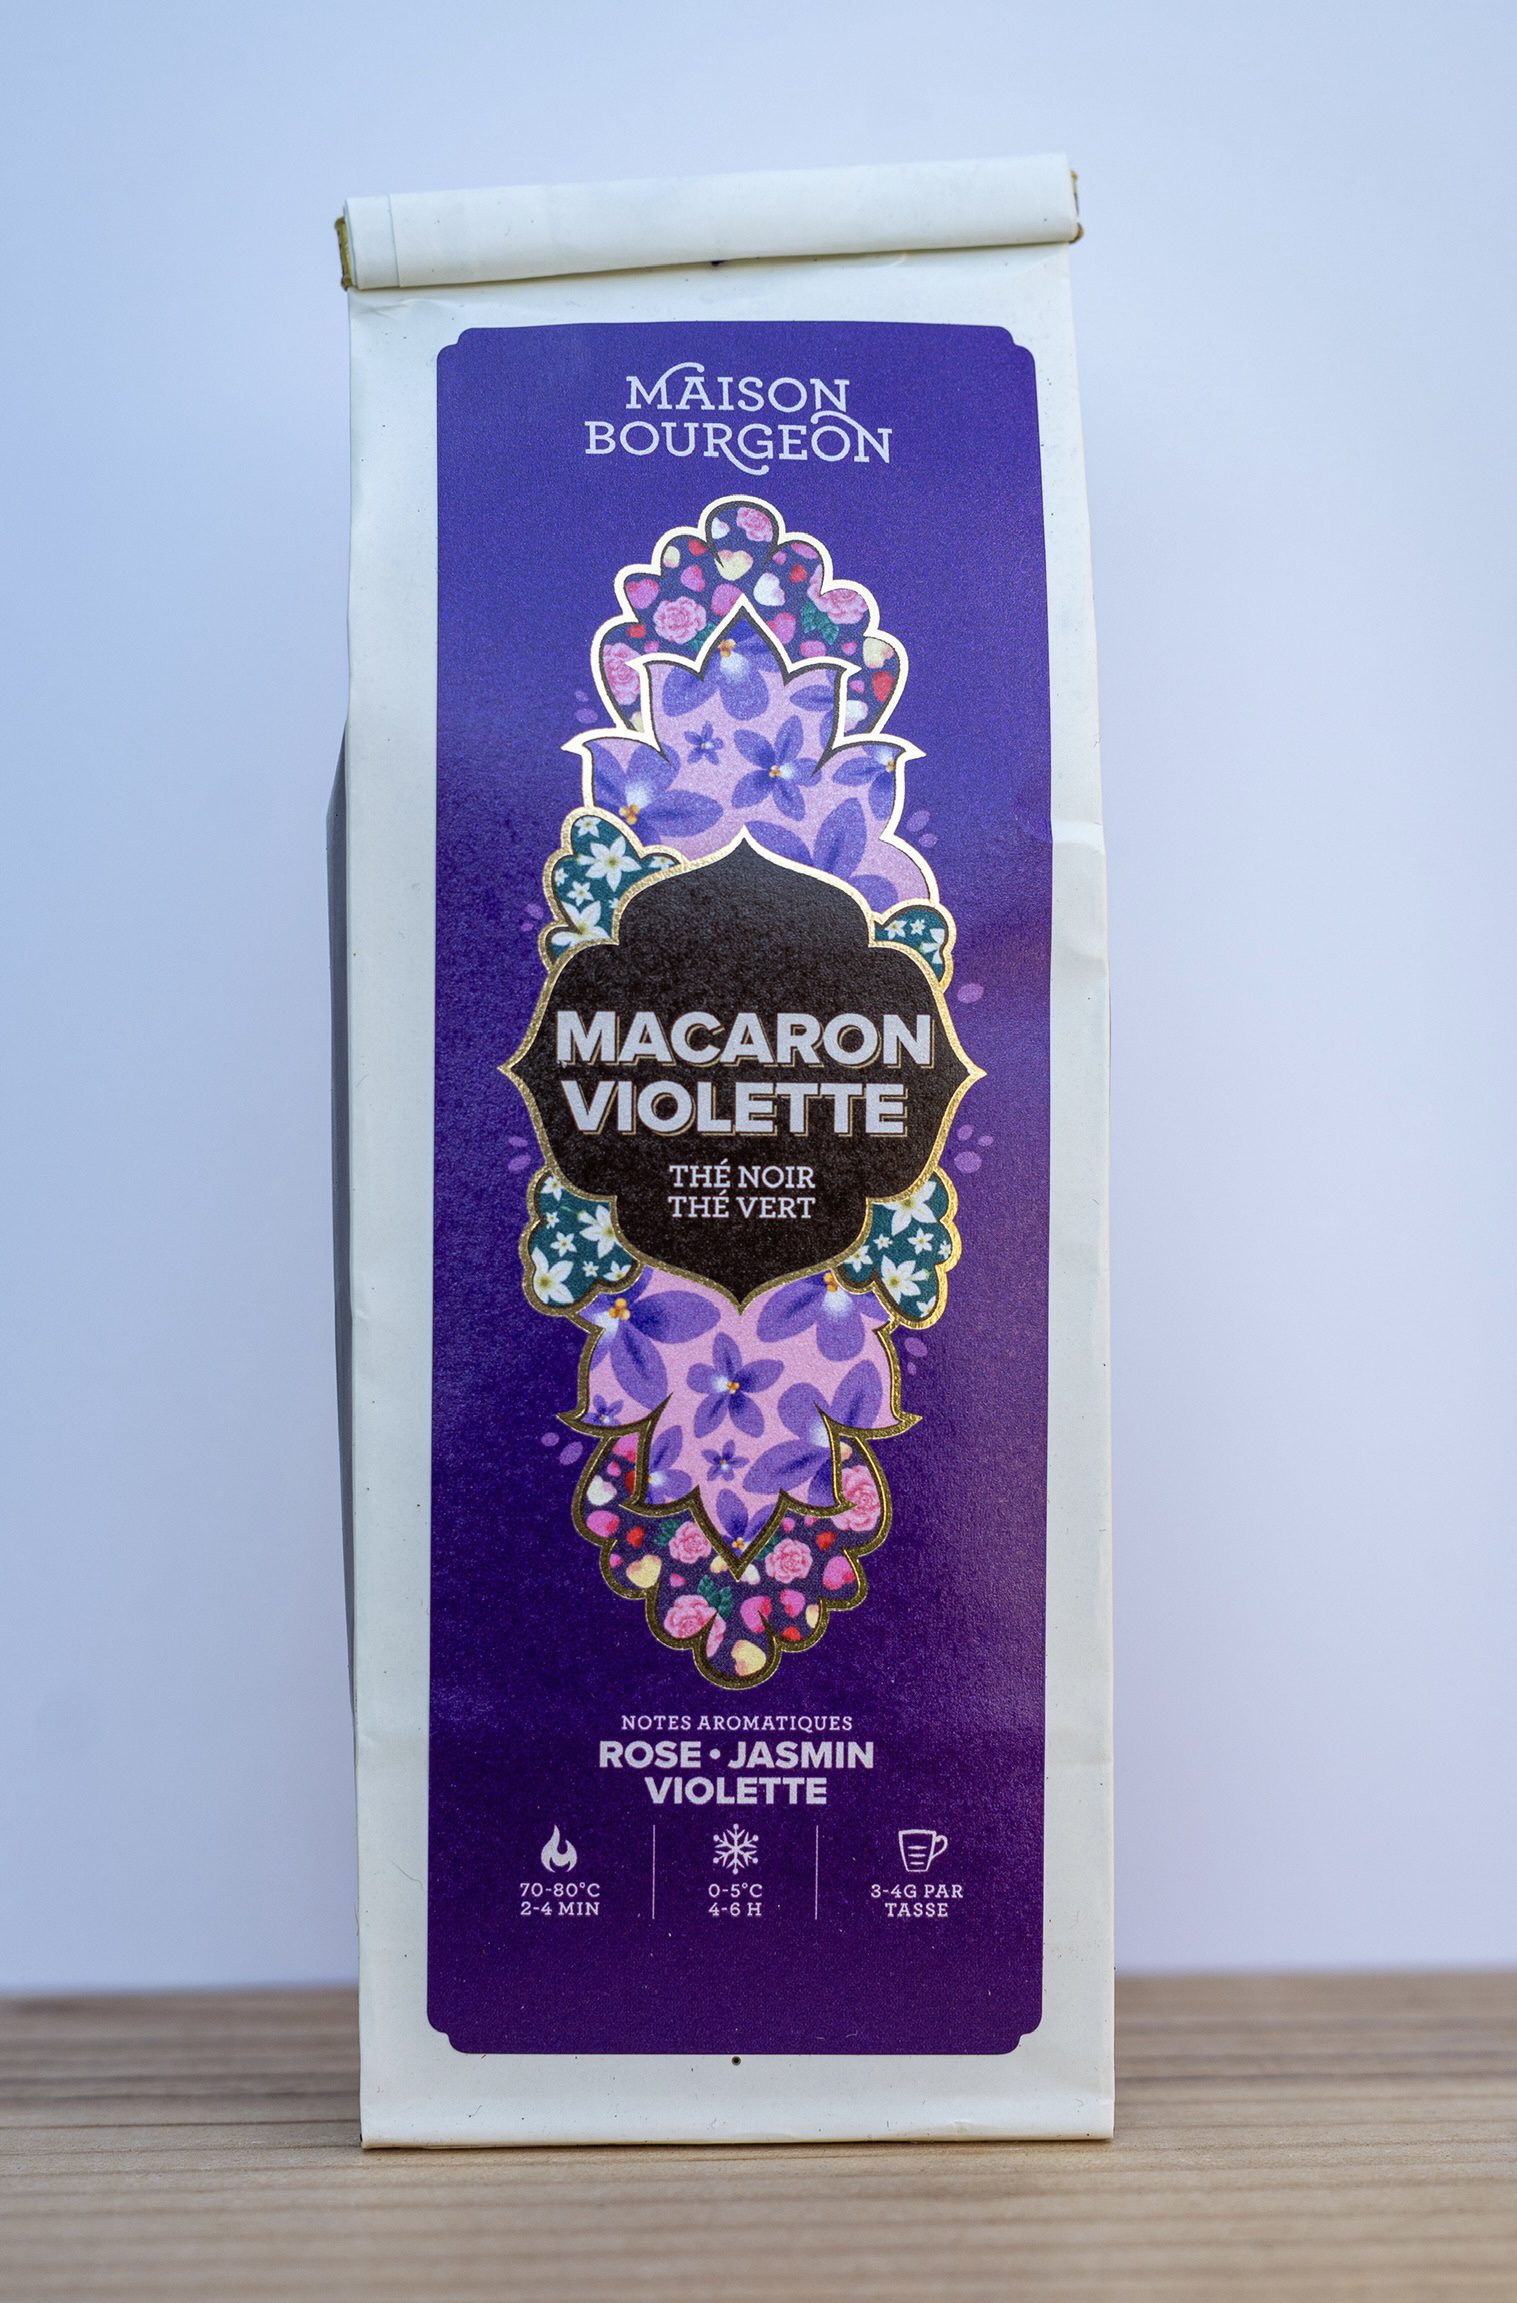 MAISON
BOURGEON
MACARON
VIOLETTE
THÉ NOIR
THÉ VERT
NOTES AROMATIQUES
ROSE • JASMIN
VIOLETTE
70-80°C
2-4 MIN
0-5°C
4-6 H
3-4G PAR
TASSE